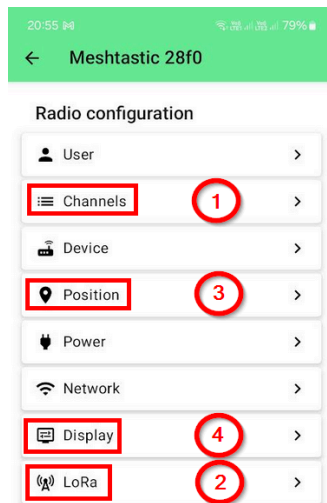 20:55 79%
Meshtastic 28f0
Radio configuration
User
Channels 1
Device
Position 3
Power
Network
Display 4
LoRa 2